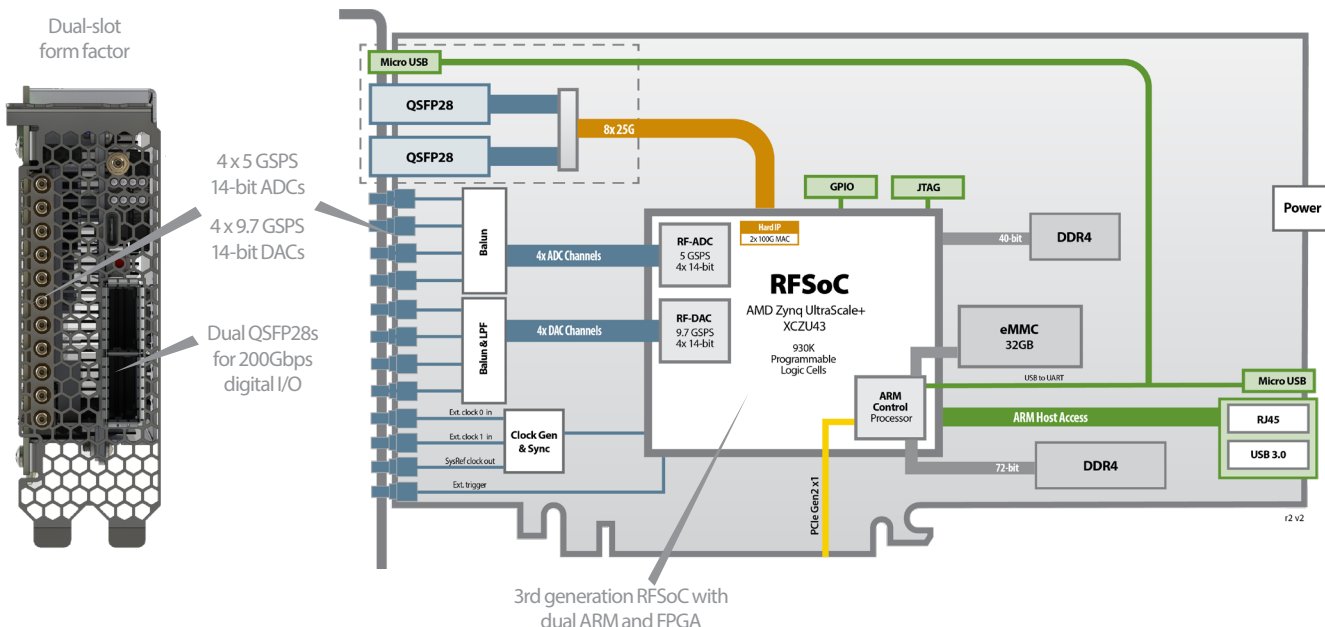 Dual-slot
form factor
4 x 5 GSPS
14-bit ADCs
4 x 9.7 GSPS
14-bit DACs
Dual QSFP28s
for 200Gbps
digital I/O
Micro USB
QSFP28
QSFP28
8x 25G
GPIO
JTAG
Power
Balun
4x ADC Channels
RF-ADC
5 GSPS
4x 14-bit
Hard IP
2x 100G MAC
40-bit
DDR4
RFSoC
AMD Zynq UltraScale+
XCZU43
930K
Programmable
Logic Cells
Balun & LPF
4x DAC Channels
RF-DAC
9.7 GSPS
4x 14-bit
eMMC
32GB
USB to UART
Micro USB
ARM
Control
Processor
ARM Host Access
RJ45
USB 3.0
Ext. clock 0 in
Ext. clock 1 in
SysRef clock out
Ext. trigger
Clock Gen
& Sync
72-bit
DDR4
PCIe Gen2 x1
r2 v2
3rd generation RFSoC with
dual ARM and FPGA